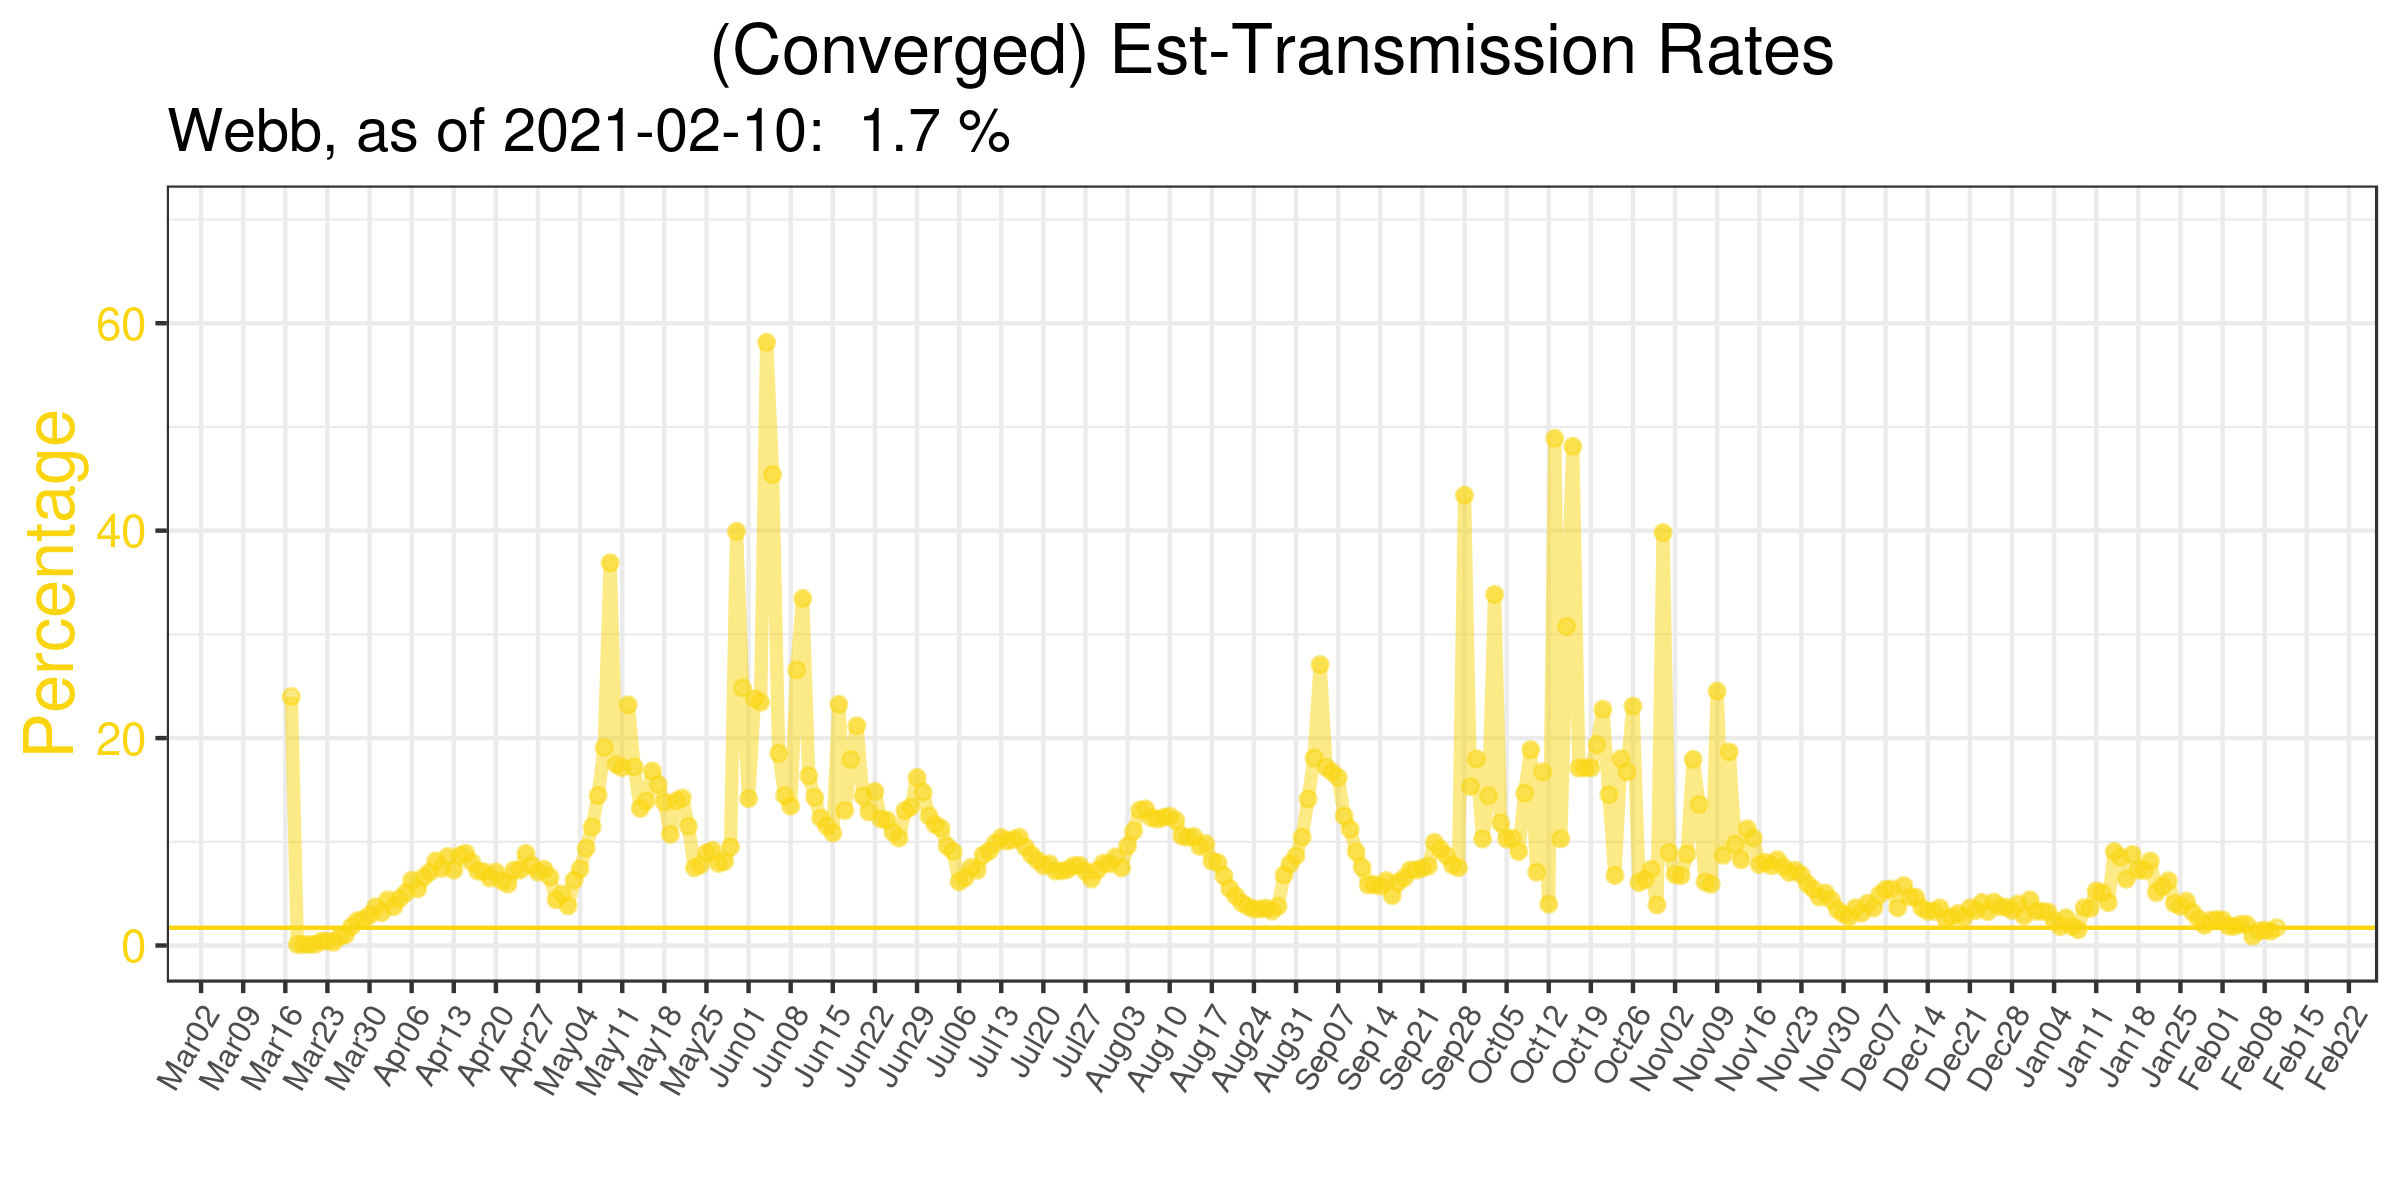 (Converged) Est-Transmission Rates
Webb, as of 2021-02-10:  1.7 %
Percentage
60
40
20
0
Mar02
Mar09
Mar16
Mar23
Mar30
Apr06
Apr13
Apr20
Apr27
May04
May11
May18
May25
Jun01
Jun08
Jun15
Jun22
Jun29
Jul06
Jul13
Jul20
Jul27
Aug03
Aug10
Aug17
Aug24
Aug31
Sep07
Sep14
Sep21
Sep28
Oct05
Oct12
Oct19
Oct26
Nov02
Nov09
Nov16
Nov23
Nov30
Dec07
Dec14
Dec21
Dec28
Jan04
Jan11
Jan18
Jan25
Feb01
Feb08
Feb15
Feb22